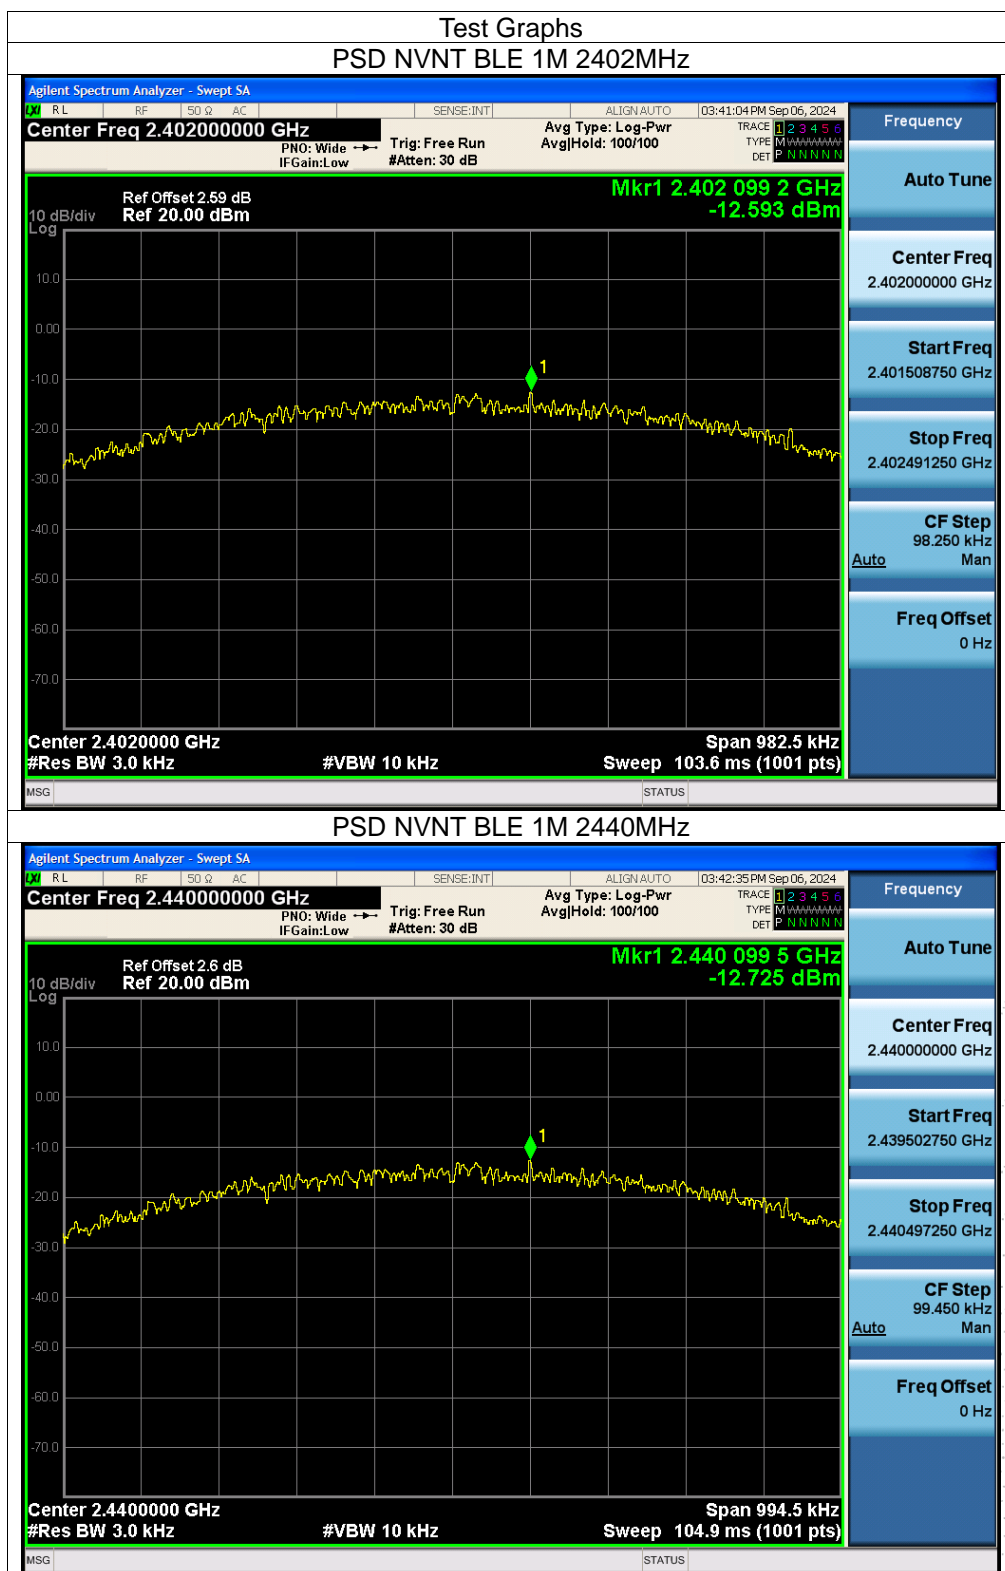 Test Graphs
PSD NVNT BLE 1M 2402MHz
Agilent Spectrum Analyzer - Swept SA
LXI RL RF 50 Ω AC SENSE:INT ALIGN AUTO 03:41:04 PM Sep 06, 2024
Center Freq 2.402000000 GHz
PNO: Wide
IFGain:Low
Trig: Free Run
#Atten: 30 dB
Avg Type: Log-Pwr
Avg|Hold: 100/100
TRACE 1 2 3 4 5 6
TYPE M WWWWW
DET P N N N N N
Frequency
Auto Tune
Center Freq
2.402000000 GHz
Start Freq
2.401508750 GHz
Stop Freq
2.402491250 GHz
CF Step
98.250 kHz
Auto Man
Freq Offset
0 Hz
Mkr1 2.402 099 2 GHz
-12.593 dBm
Ref Offset 2.59 dB
10 dB/div Ref 20.00 dBm
Log
10.0
0.00
1
-10.0
-20.0
-30.0
-40.0
-50.0
-60.0
-70.0
Center 2.4020000 GHz Span 982.5 kHz
#Res BW 3.0 kHz #VBW 10 kHz Sweep 103.6 ms (1001 pts)
MSG STATUS
PSD NVNT BLE 1M 2440MHz
Agilent Spectrum Analyzer - Swept SA
LXI RL RF 50 Ω AC SENSE:INT ALIGN AUTO 03:42:35 PM Sep 06, 2024
Center Freq 2.440000000 GHz
PNO: Wide
IFGain:Low
Trig: Free Run
#Atten: 30 dB
Avg Type: Log-Pwr
Avg|Hold: 100/100
TRACE 1 2 3 4 5 6
TYPE M WWWWW
DET P N N N N N
Frequency
Auto Tune
Center Freq
2.440000000 GHz
Start Freq
2.439502750 GHz
Stop Freq
2.440497250 GHz
CF Step
99.450 kHz
Auto Man
Freq Offset
0 Hz
Mkr1 2.440 099 5 GHz
-12.725 dBm
Ref Offset 2.6 dB
10 dB/div Ref 20.00 dBm
Log
10.0
0.00
1
-10.0
-20.0
-30.0
-40.0
-50.0
-60.0
-70.0
Center 2.4400000 GHz Span 994.5 kHz
#Res BW 3.0 kHz #VBW 10 kHz Sweep 104.9 ms (1001 pts)
MSG STATUS